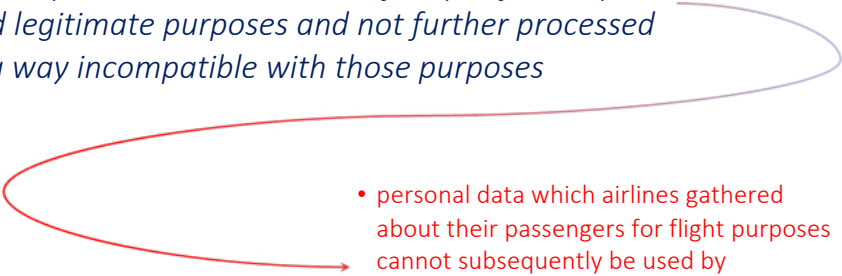 d legitimate purposes and not further processed
way incompatible with those purposes
• personal data which airlines gathered
about their passengers for flight purposes
cannot subsequently be used by